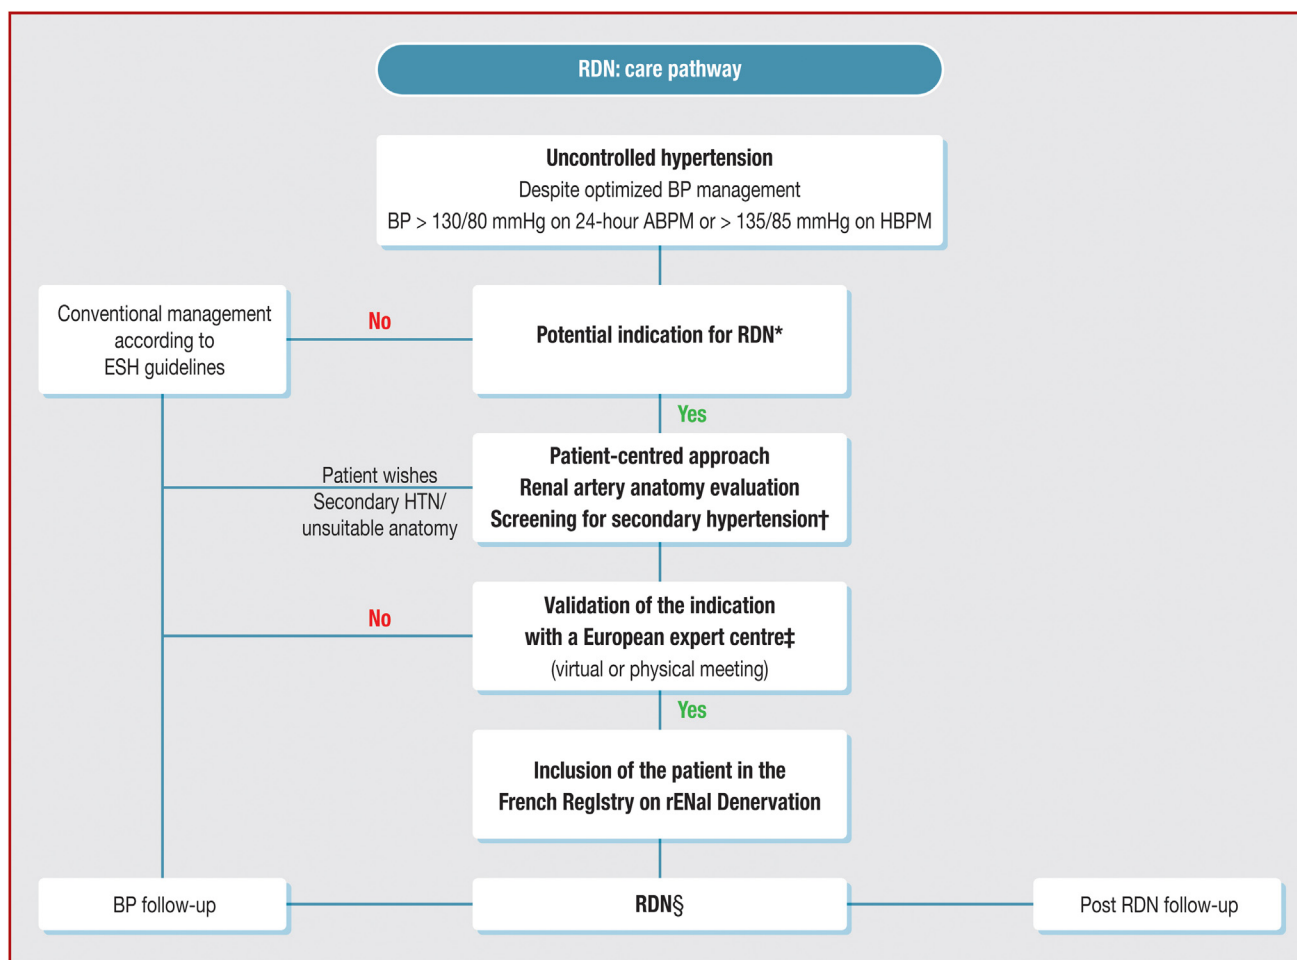 RDN: care pathway
Uncontrolled hypertension
Despite optimized BP management
BP > 130/80 mmHg on 24-hour ABPM or > 135/85 mmHg on HBPM
Conventional management
according to
ESH guidelines
No
Potential indication for RDN*
Yes
Patient wishes
Secondary HTN/
unsuitable anatomy
Patient-centred approach
Renal artery anatomy evaluation
Screening for secondary hypertension†
No
Validation of the indication
with a European expert centre‡
(virtual or physical meeting)
Yes
Inclusion of the patient in the
French RegIstry on rENal Denervation
BP follow-up
RDN§
Post RDN follow-up